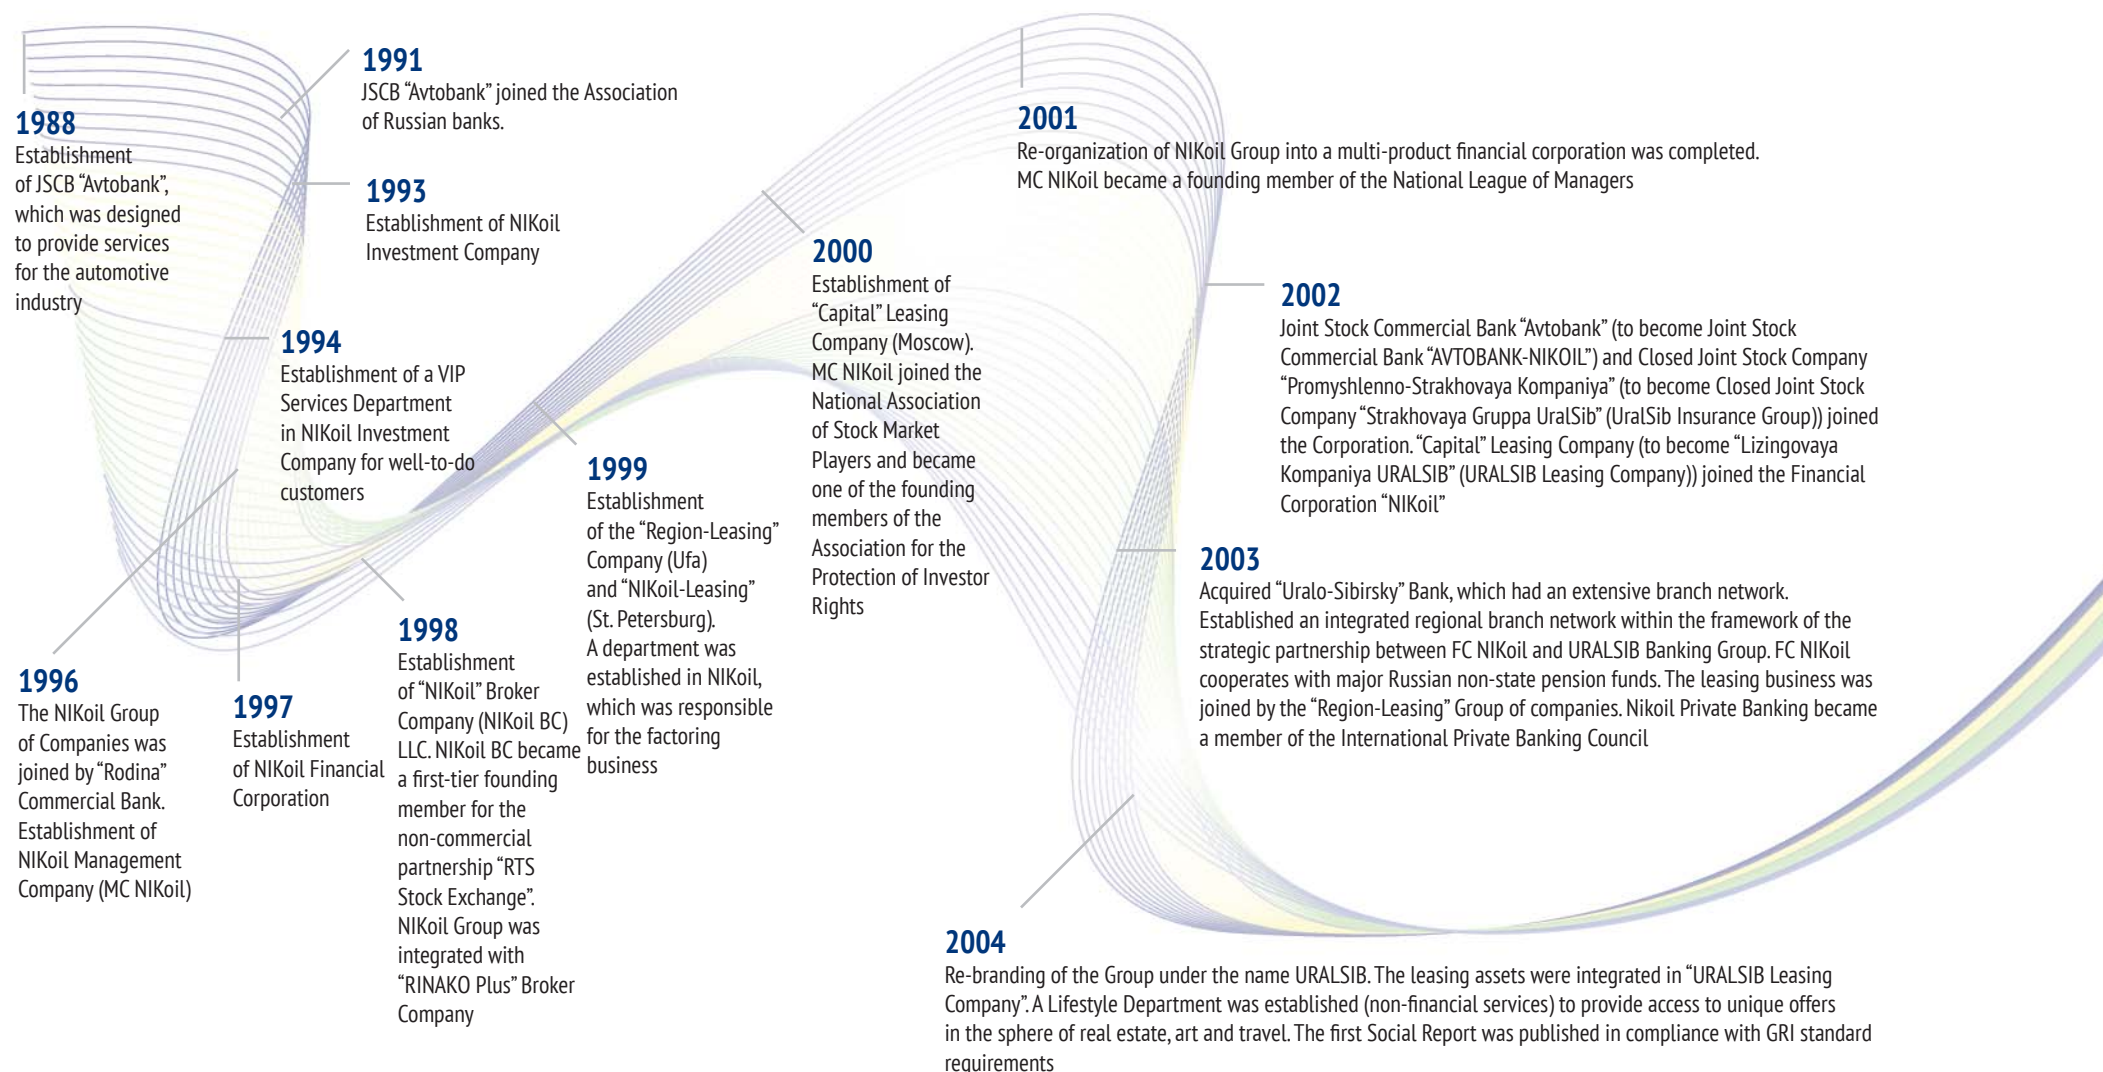 1988
Establishment
of JSCB “Avtobank”,
which was designed
to provide services
for the automotive
industry
1991
JSCB “Avtobank” joined the Association
of Russian banks.
1993
Establishment of NIKoil
Investment Company
1994
Establishment of a VIP
Services Department
in NIKoil Investment
Company for well-to-do
customers
1996
The NIKoil Group
of Companies was
joined by “Rodina”
Commercial Bank.
Establishment of
NIKoil Management
Company (MC NIKoil)
1997
Establishment
of NIKoil Financial
Corporation
1998
Establishment
of “NIKoil” Broker
Company (NIKoil BC)
LLC. NIKoil BC became
a first-tier founding
member for the
non-commercial
partnership “RTS
Stock Exchange”.
NIKoil Group was
integrated with
“RINAKO Plus” Broker
Company
1999
Establishment
of the “Region-Leasing”
Company (Ufa)
and “NIKoil-Leasing”
(St. Petersburg).
A department was
established in NIKoil,
which was responsible
for the factoring
business
2000
Establishment of
“Capital” Leasing
Company (Moscow).
MC NIKoil joined the
National Association
of Stock Market
Players and became
one of the founding
members of the
Association for the
Protection of Investor
Rights
2001
Re-organization of NIKoil Group into a multi-product financial corporation was completed.
MC NIKoil became a founding member of the National League of Managers
2002
Joint Stock Commercial Bank “Avtobank” (to become Joint Stock
Commercial Bank “AVTOBANK-NIKOIL”) and Closed Joint Stock Company
“Promyshlenno-Strakhovaya Kompaniya” (to become Closed Joint Stock
Company “Strakhovaya Gruppa UralSib” (UralSib Insurance Group)) joined
the Corporation. “Capital” Leasing Company (to become “Lizingovaya
Kompaniya URALSIB” (URALSIB Leasing Company)) joined the Financial
Corporation “NIKoil”
2003
Acquired “Uralo-Sibirsky” Bank, which had an extensive branch network.
Established an integrated regional branch network within the framework of the
strategic partnership between FC NIKoil and URALSIB Banking Group. FC NIKoil
cooperates with major Russian non-state pension funds. The leasing business was
joined by the “Region-Leasing” Group of companies. Nikoil Private Banking became
a member of the International Private Banking Council
2004
Re-branding of the Group under the name URALSIB. The leasing assets were integrated in “URALSIB Leasing
Company”. A Lifestyle Department was established (non-financial services) to provide access to unique offers
in the sphere of real estate, art and travel. The first Social Report was published in compliance with GRI standard
requirements